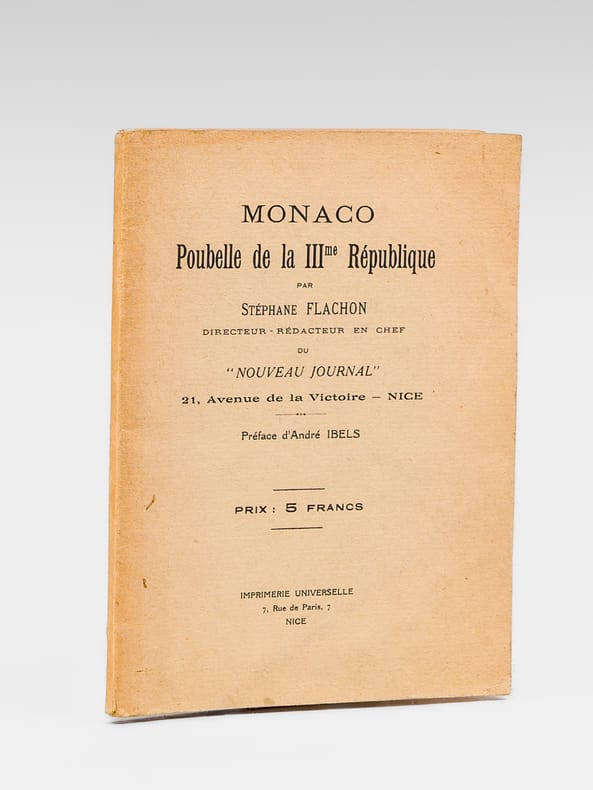 MONACO
Poubelle de la IIIme République
PAR
STÉPHANE FLACHON
DIRECTEUR - RÉDACTEUR EN CHEF
DU
"NOUVEAU JOURNAL"
21, Avenue de la Victoire — NICE
Préface d'André IBELS
PRIX : 5 FRANCS
IMPRIMERIE UNIVERSELLE
7, Rue de Paris, 7
NICE